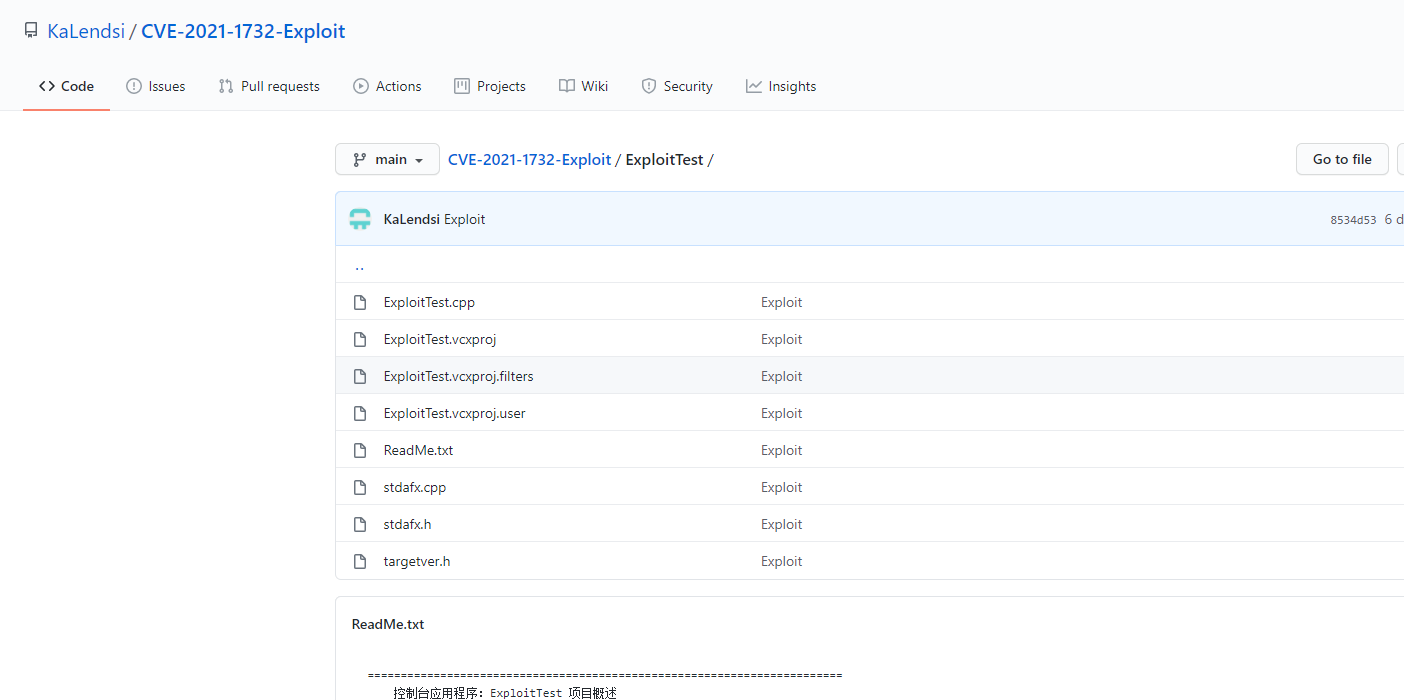 KaLendsi / CVE-2021-1732-Exploit
Code Issues Pull requests Actions Projects Wiki Security Insights
main CVE-2021-1732-Exploit / ExploitTest / Go to file
KaLendsi Exploit 8534d53 6 d
..
ExploitTest.cpp Exploit
ExploitTest.vcxproj Exploit
ExploitTest.vcxproj.filters Exploit
ExploitTest.vcxproj.user Exploit
ReadMe.txt Exploit
stdafx.cpp Exploit
stdafx.h Exploit
targetver.h Exploit
ReadMe.txt
========================================================================
控制台应用程序: ExploitTest 项目概述